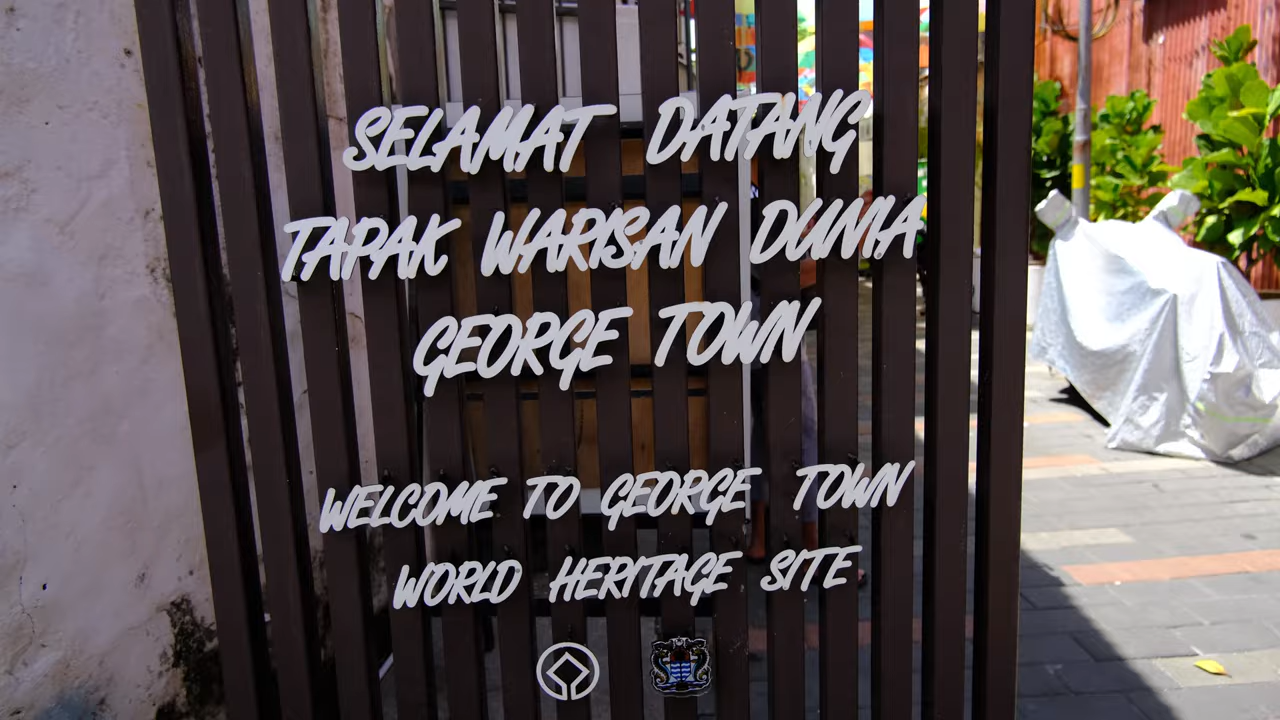 SELAMAT DATANG
TAPAK WARISAN DUNIA
GEORGE TOWN
WELCOME TO GEORGE TOWN
WORLD HERITAGE SITE